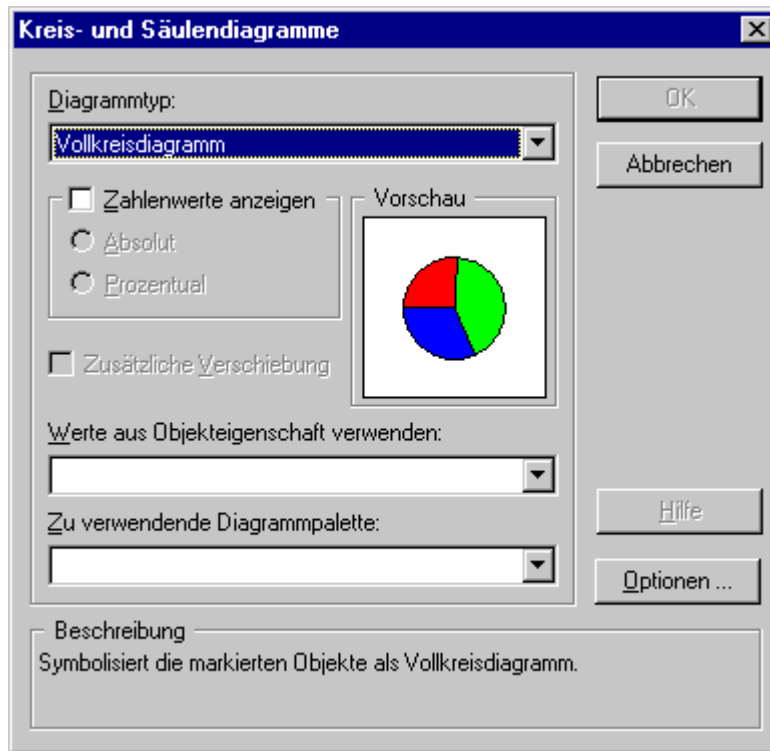 Kreis- und Säulendiagramme
Diagrammtyp:
Vollkreisdiagramm
Zahlenwerte anzeigen
Absolut
Prozentual
Vorschau
Zusätzliche Verschiebung
Werte aus Objekteigenschaft verwenden:
Zu verwendende Diagrammpalette:
OK
Abbrechen
Hilfe
Optionen ...
Beschreibung
Symbolisiert die markierten Objekte als Vollkreisdiagramm.